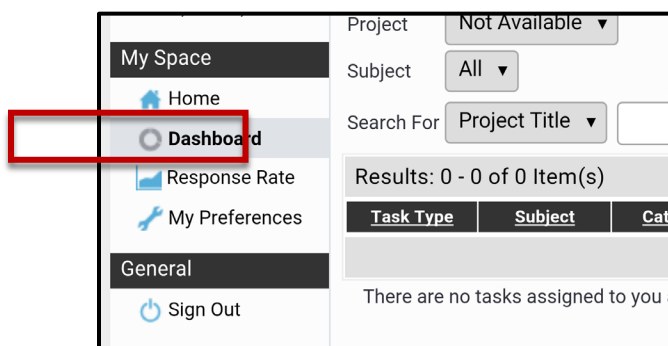 Project Not Available ▼
My Space
Subject All ▼
Home
Search For Project Title ▼
Dashboard
Response Rate
Results: 0 - 0 of 0 Item(s)
My Preferences
Task Type Subject Cat
General
There are no tasks assigned to you
Sign Out